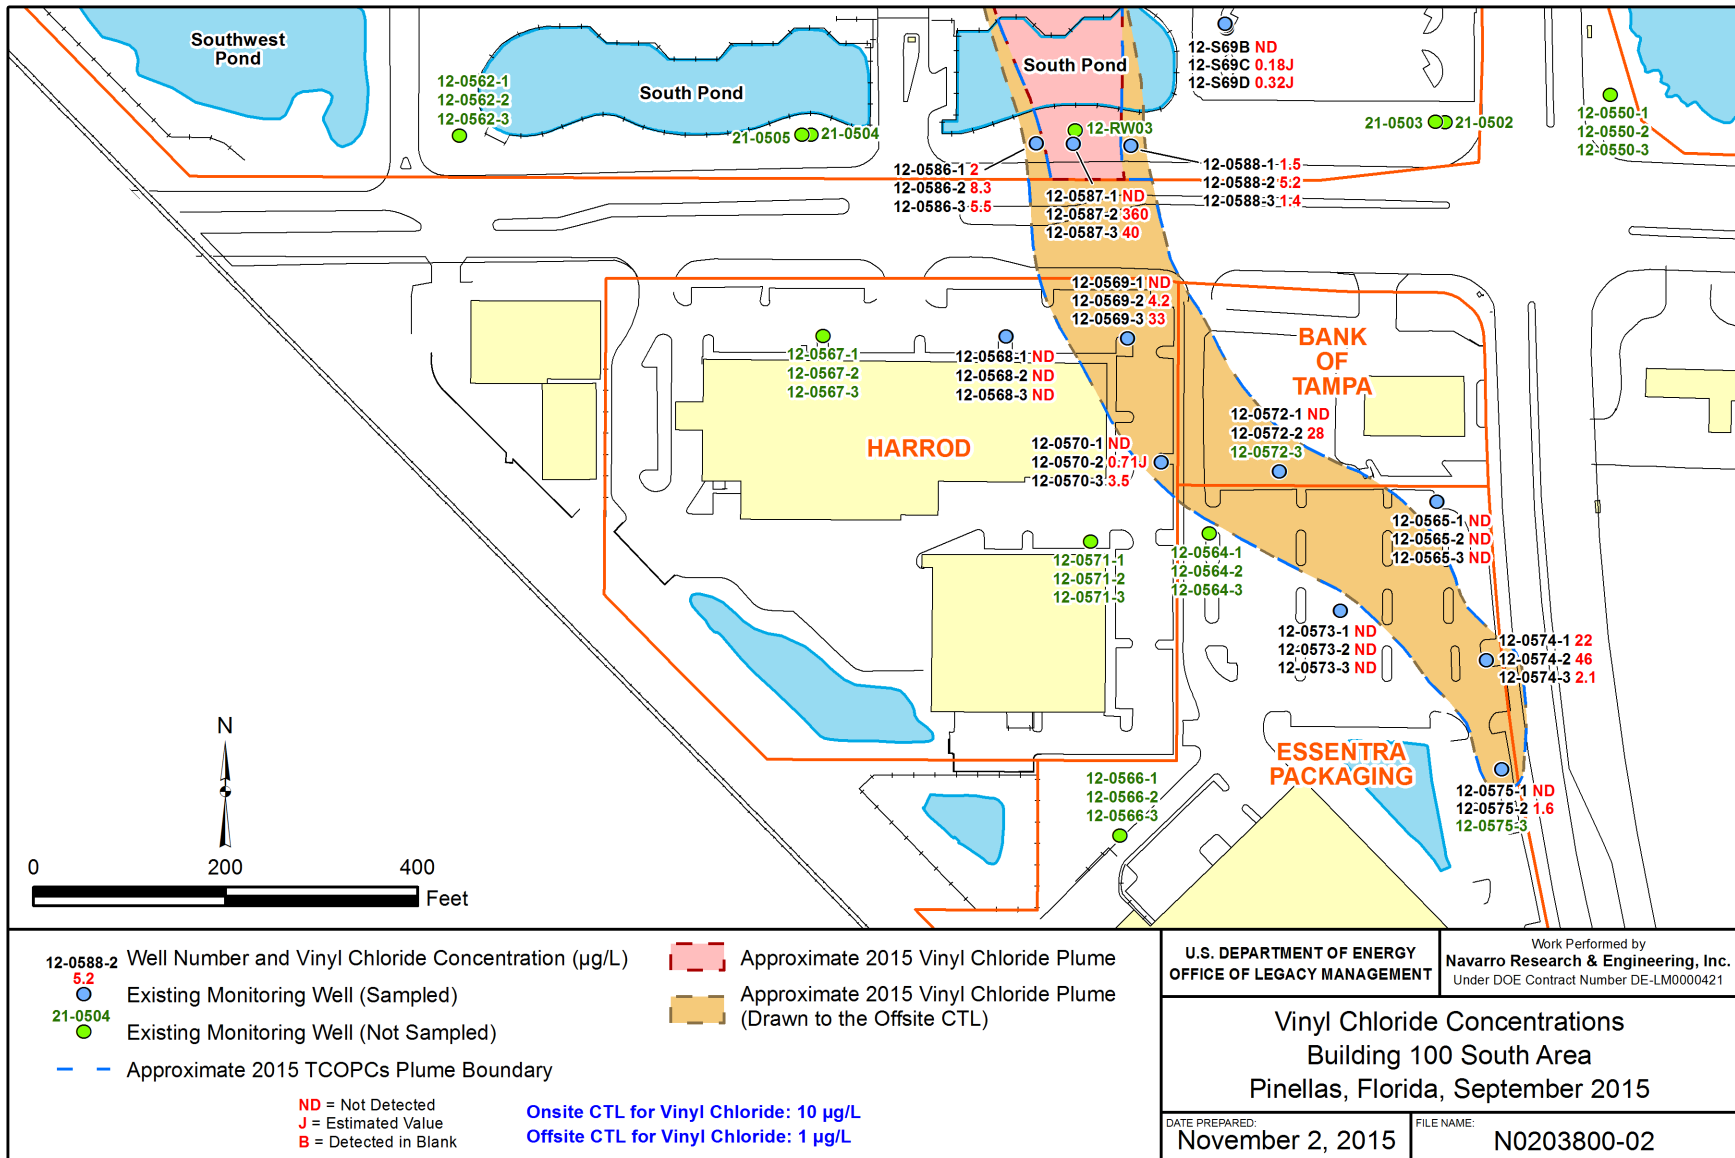 Southwest
Pond
12-0562-1
12-0562-2
12-0562-3
South Pond
21-0505
21-0504
South Pond
12-RW03
12-S69B ND
12-S69C 0.18J
12-S69D 0.32J
21-0503
21-0502
12-0550-1
12-0550-2
12-0550-3
12-0586-1 2
12-0586-2 8.3
12-0586-3 5.5
12-0587-1 ND
12-0587-2 360
12-0587-3 40
12-0588-1 1.5
12-0588-2 5.2
12-0588-3 1.4
12-0569-1 ND
12-0569-2 4.2
12-0569-3 33
12-0567-1
12-0567-2
12-0567-3
12-0568-1 ND
12-0568-2 ND
12-0568-3 ND
BANK
OF
TAMPA
HARROD
12-0570-1 ND
12-0570-2 0.71J
12-0570-3 3.5
12-0572-1 ND
12-0572-2 28
12-0572-3
12-0565-1 ND
12-0565-2 ND
12-0565-3 ND
12-0571-1
12-0571-2
12-0571-3
12-0564-1
12-0564-2
12-0564-3
12-0573-1 ND
12-0573-2 ND
12-0573-3 ND
12-0574-1 22
12-0574-2 46
12-0574-3 2.1
ESSENTRA
PACKAGING
12-0575-1 ND
12-0575-2 1.6
12-0575-3
12-0566-1
12-0566-2
12-0566-3
N
0 200 400
Feet
12-0588-2
5.2
Well Number and Vinyl Chloride Concentration (µg/L)
Existing Monitoring Well (Sampled)
21-0504
Existing Monitoring Well (Not Sampled)
Approximate 2015 TCOPCs Plume Boundary
ND = Not Detected
J = Estimated Value
B = Detected in Blank
Onsite CTL for Vinyl Chloride: 10 µg/L
Offsite CTL for Vinyl Chloride: 1 µg/L
Approximate 2015 Vinyl Chloride Plume
Approximate 2015 Vinyl Chloride Plume
(Drawn to the Offsite CTL)
U.S. DEPARTMENT OF ENERGY
OFFICE OF LEGACY MANAGEMENT
Work Performed by
Navarro Research & Engineering, Inc.
Under DOE Contract Number DE-LM0000421
Vinyl Chloride Concentrations
Building 100 South Area
Pinellas, Florida, September 2015
DATE PREPARED:
November 2, 2015
FILE NAME:
N0203800-02